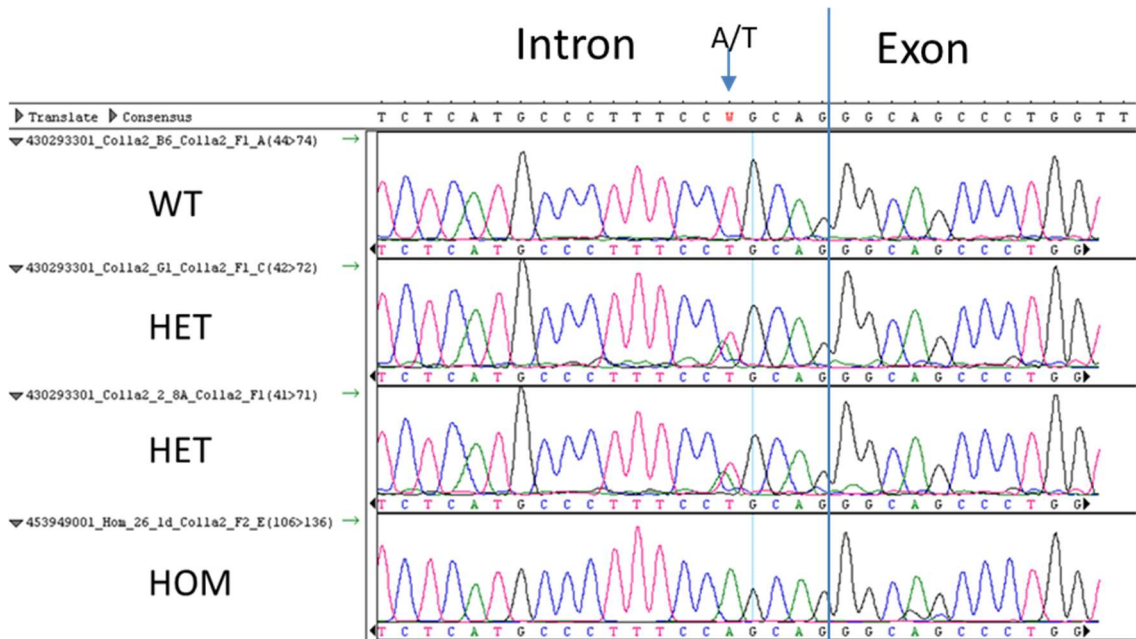 Intron A/T Exon
Translate Consensus T C T C A T G C C C T T T C C W G C A G G G C A G C C C T G G T T
430293301_Col1a2_B6_Col1a2_F1_A(44>74)
WT
T C T C A T G C C C T T T C C T G C A G G G C A G C C C T G G
430293301_Col1a2_G1_Col1a2_F1_C(42>72)
HET
T C T C A T G C C C T T T C C T G C A G G G C A G C C C T G G
430293301_Col1a2_2_8A_Col1a2_F1(41>71)
HET
T C T C A T G C C C T T T C C T G C A G G G C A G C C C T G G
453949001_Hom_26_1d_Col1a2_F2_E(106>136)
HOM
T C T C A T G C C C T T T C C A G C A G G G C A G C C C T G G